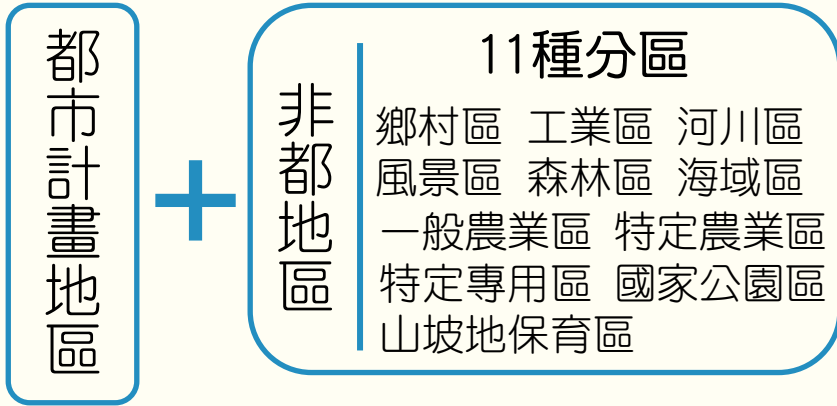 都市計畫地區
+
非都地區
11種分區
鄉村區 工業區 河川區
風景區 森林區 海域區
一般農業區 特定農業區
特定專用區 國家公園區
山坡地保育區